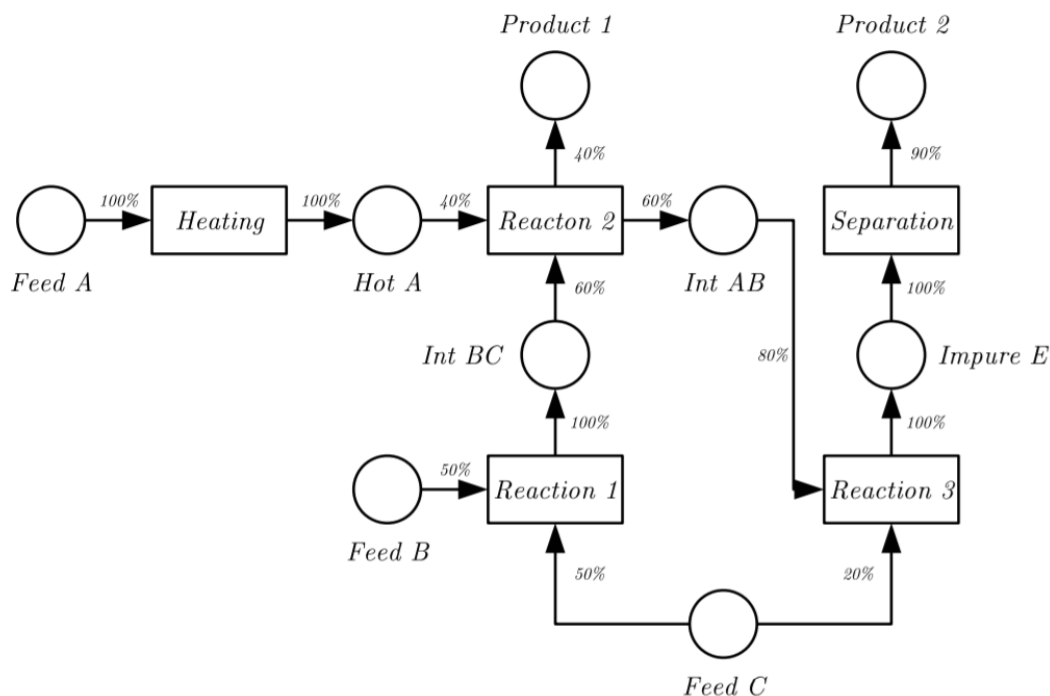 Product 1
Product 2
40%
90%
100%
100%
40%
60%
Heating
Reacton 2
Separation
Feed A
Hot A
Int AB
60%
100%
Int BC
80%
Impure E
100%
100%
50%
Reaction 1
Reaction 3
Feed B
50%
20%
Feed C